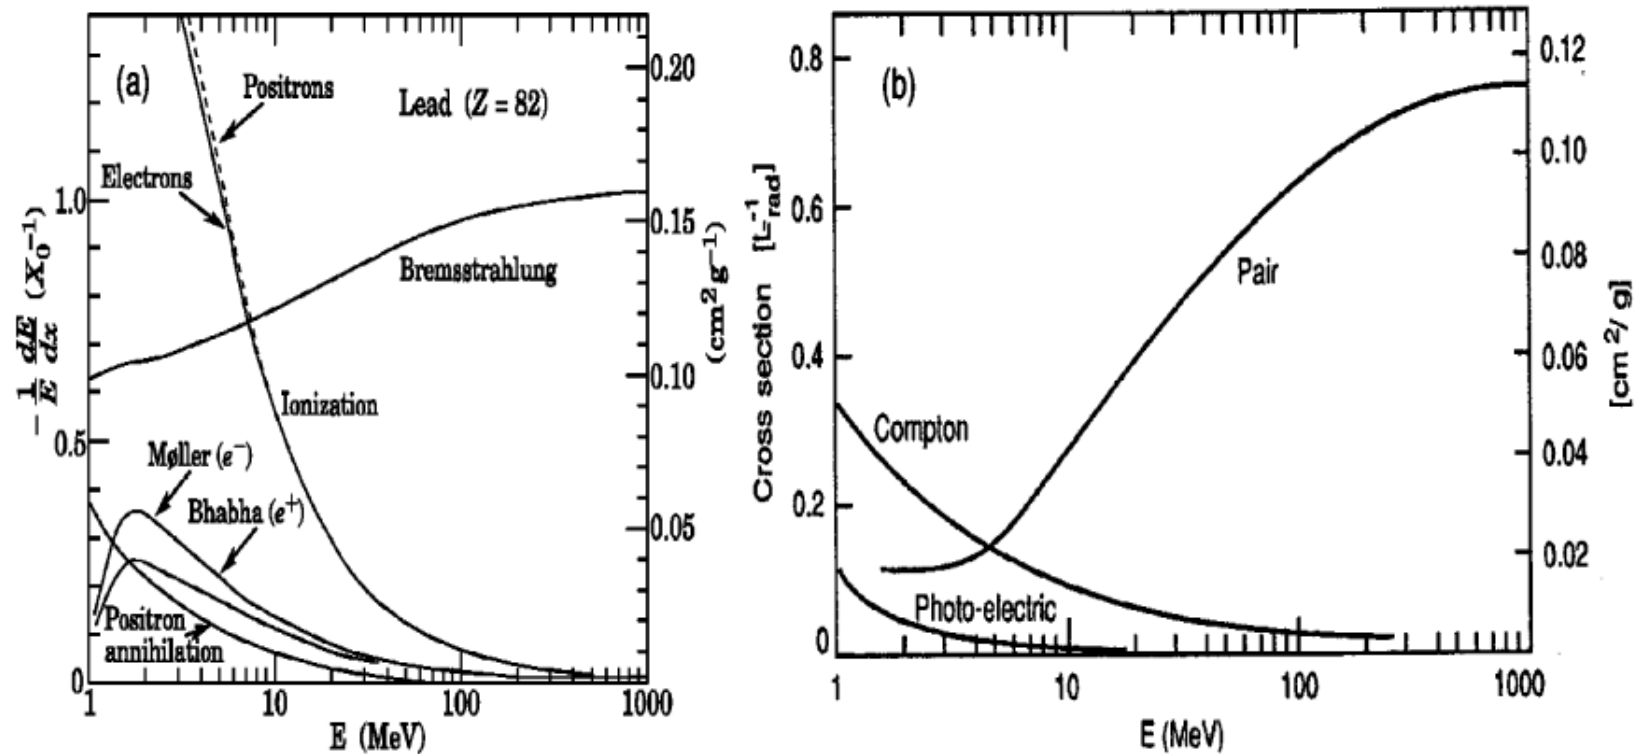 (a)
Positrons
Lead (Z = 82)
Electrons
Bremsstrahlung
Ionization
Møller (e−)
Bhabha (e+)
Positron
annihilation
− 1/E dE/dx (X0−1)
1.0
0.5
0
0.20
0.15
0.10
0.05
(cm2 g−1)
1 10 100 1000
E (MeV)
(b)
Pair
Compton
Photo-electric
Cross section [L−1rad]
0.8
0.6
0.4
0.2
0
0.12
0.10
0.08
0.06
0.04
0.02
[cm2/ g]
1 10 100 1000
E (MeV)